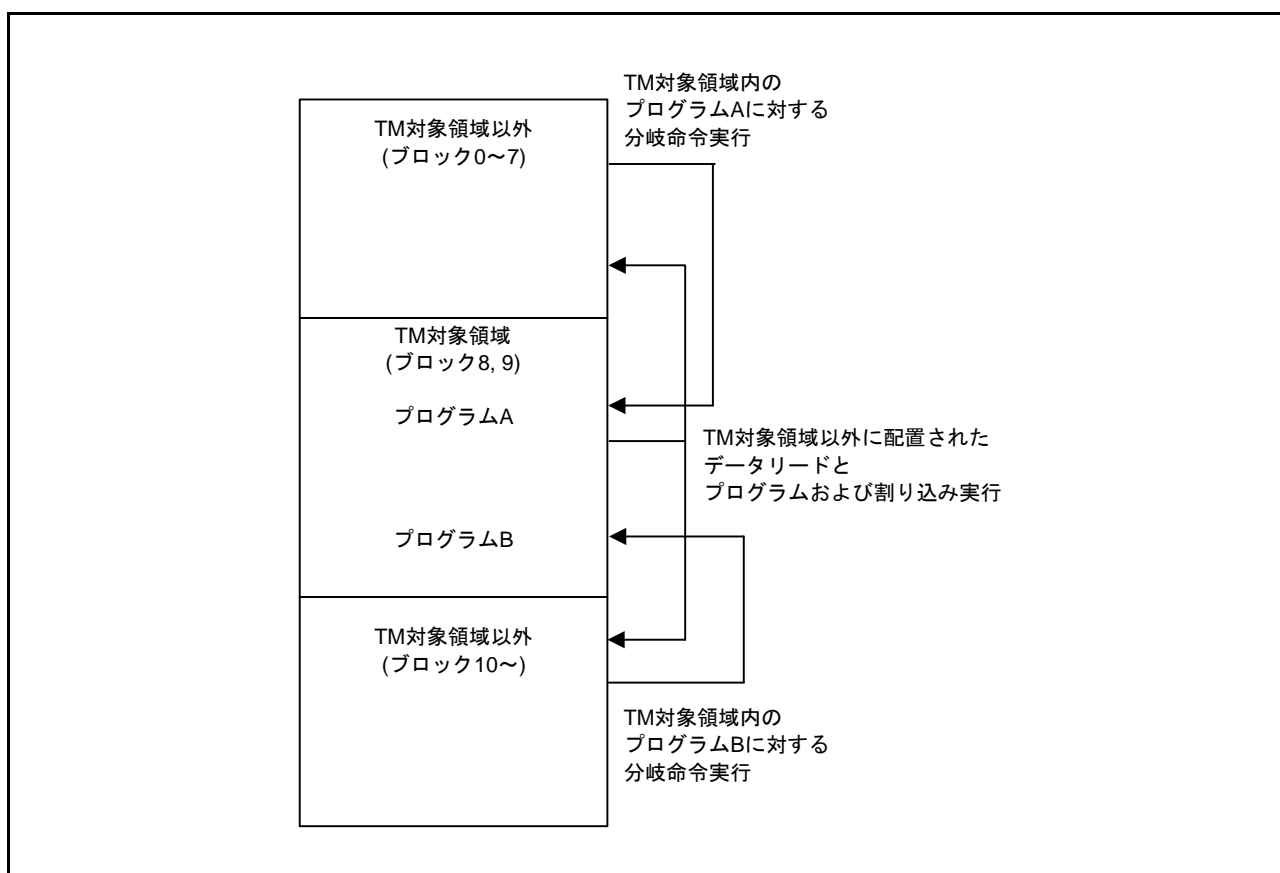 TM対象領域内の
プログラムAに対する
分岐命令実行
TM対象領域以外
(ブロック0～7)
TM対象領域
(ブロック8, 9)
プログラムA
TM対象領域以外に配置された
データリードと
プログラムおよび割り込み実行
プログラムB
TM対象領域以外
(ブロック10～)
TM対象領域内の
プログラムBに対する
分岐命令実行